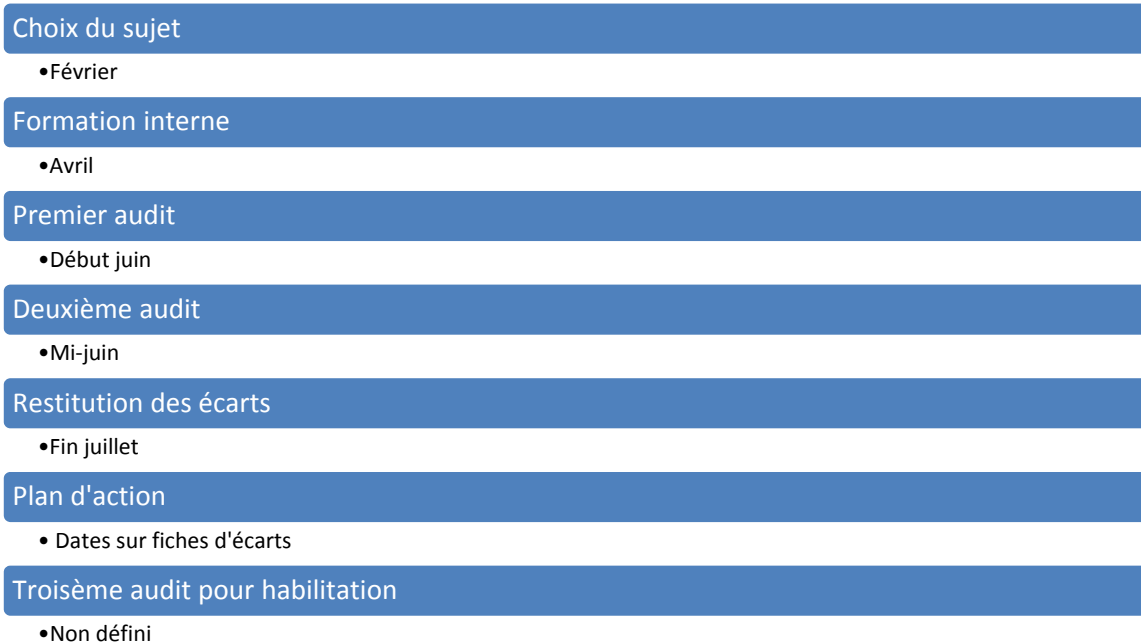 Choix du sujet
•Février
Formation interne
•Avril
Premier audit
•Début juin
Deuxième audit
•Mi-juin
Restitution des écarts
•Fin juillet
Plan d'action
• Dates sur fiches d'écarts
Troisème audit pour habilitation
•Non défini